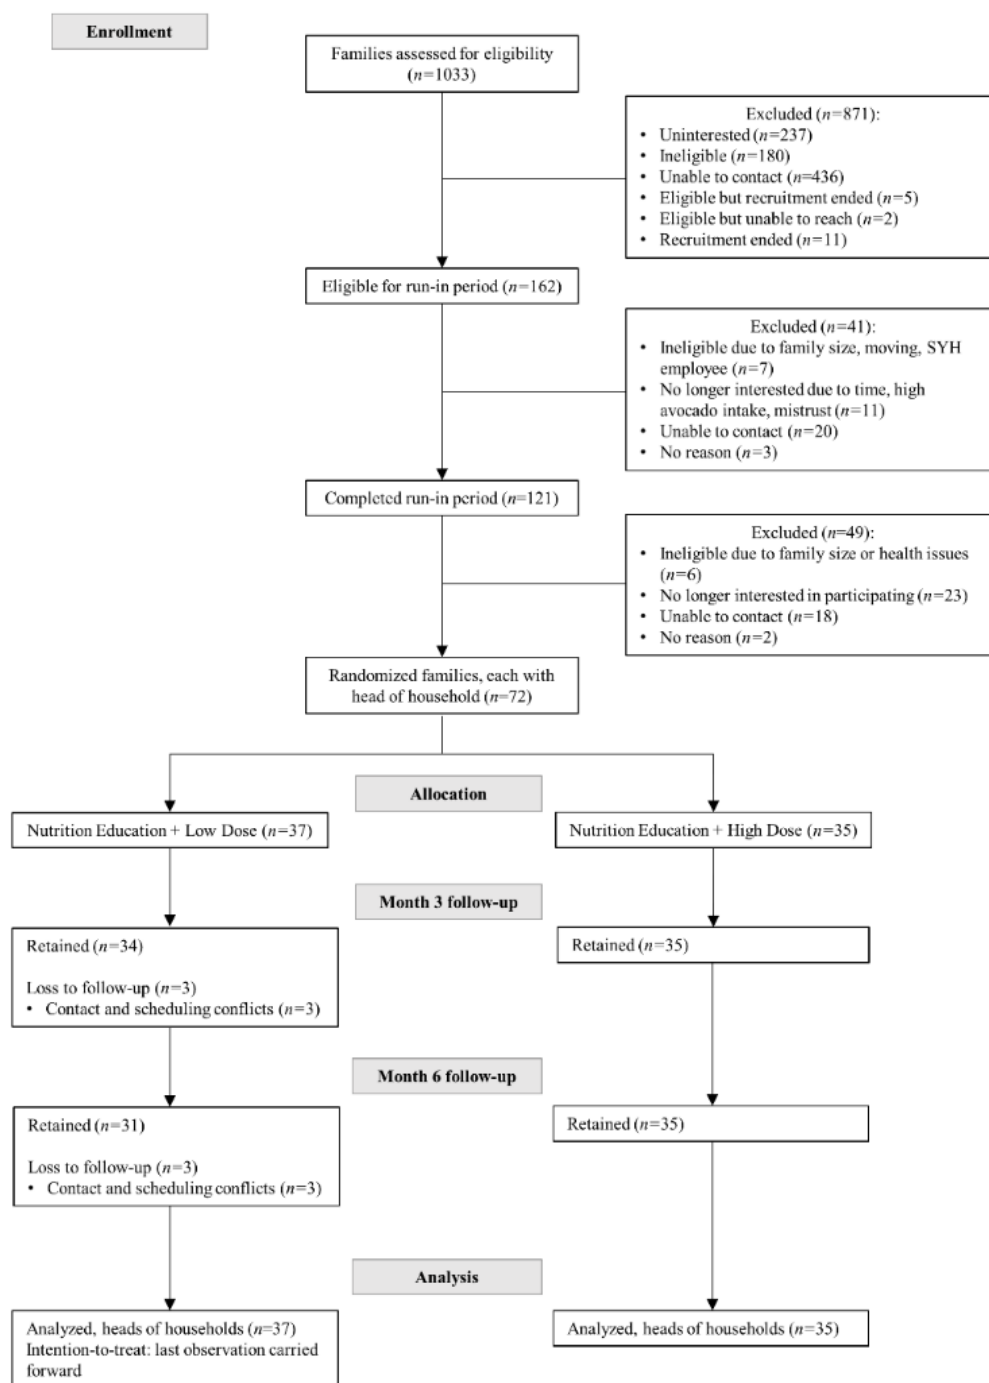 Enrollment
Families assessed for eligibility
(n=1033)
Excluded (n=871):
• Uninterested (n=237)
• Ineligible (n=180)
• Unable to contact (n=436)
• Eligible but recruitment ended (n=5)
• Eligible but unable to reach (n=2)
• Recruitment ended (n=11)
Eligible for run-in period (n=162)
Excluded (n=41):
• Ineligible due to family size, moving, SYH
employee (n=7)
• No longer interested due to time, high
avocado intake, mistrust (n=11)
• Unable to contact (n=20)
• No reason (n=3)
Completed run-in period (n=121)
Excluded (n=49):
• Ineligible due to family size or health issues
(n=6)
• No longer interested in participating (n=23)
• Unable to contact (n=18)
• No reason (n=2)
Randomized families, each with
head of household (n=72)
Allocation
Nutrition Education + Low Dose (n=37)
Nutrition Education + High Dose (n=35)
Month 3 follow-up
Retained (n=34)
Loss to follow-up (n=3)
• Contact and scheduling conflicts (n=3)
Retained (n=35)
Month 6 follow-up
Retained (n=31)
Loss to follow-up (n=3)
• Contact and scheduling conflicts (n=3)
Retained (n=35)
Analysis
Analyzed, heads of households (n=37)
Intention-to-treat: last observation carried
forward
Analyzed, heads of households (n=35)